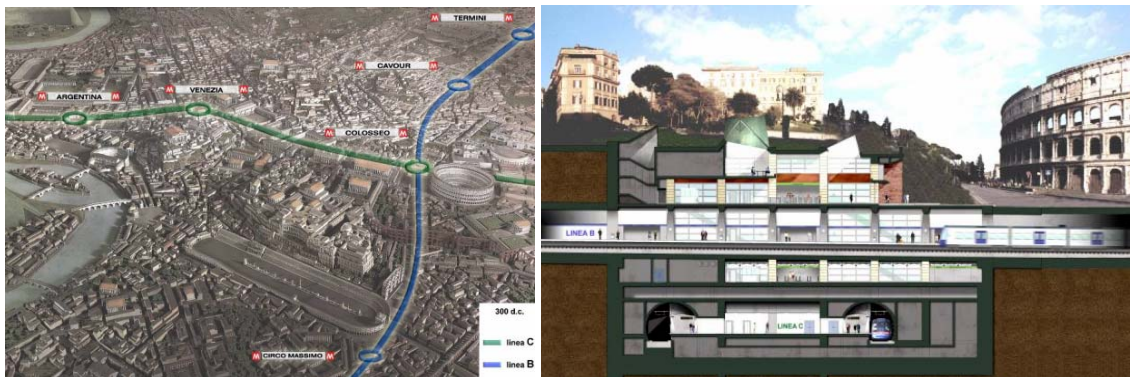 M TERMINI M
M CAVOUR M
M VENEZIA M
M ARGENTINA M
M COLOSSEO M
300 d.c.
linea C
linea B
M CIRCO MASSIMO M
LINEA B
LINEA C